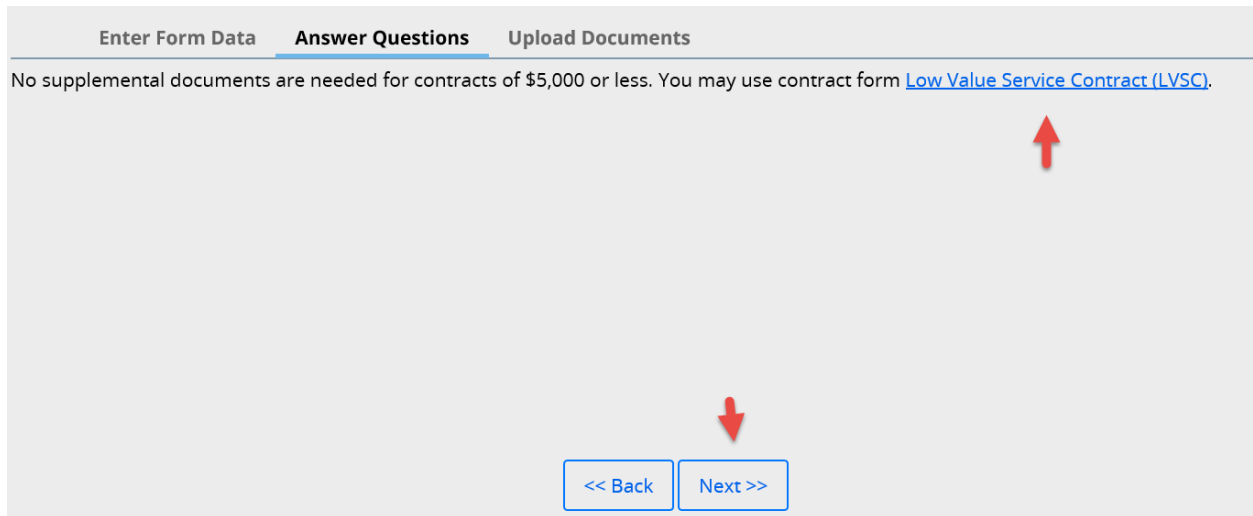 Enter Form Data Answer Questions Upload Documents
No supplemental documents are needed for contracts of $5,000 or less. You may use contract form Low Value Service Contract (LVSC).
<< Back Next >>